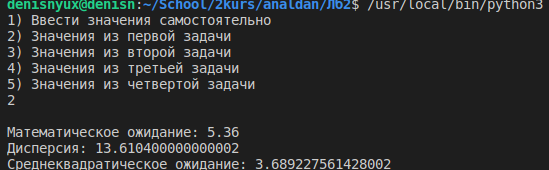 denisnyux@denisn:~/School/2kurs/analdan/Лб2$ /usr/local/bin/python3
1) Ввести значения самостоятельно
2) Значения из первой задачи
3) Значения из второй задачи
4) Значения из третьей задачи
5) Значения из четвертой задачи
2
Математическое ожидание: 5.36
Дисперсия: 13.610400000000002
Среднеквадратическое ожидание: 3.689227561428002